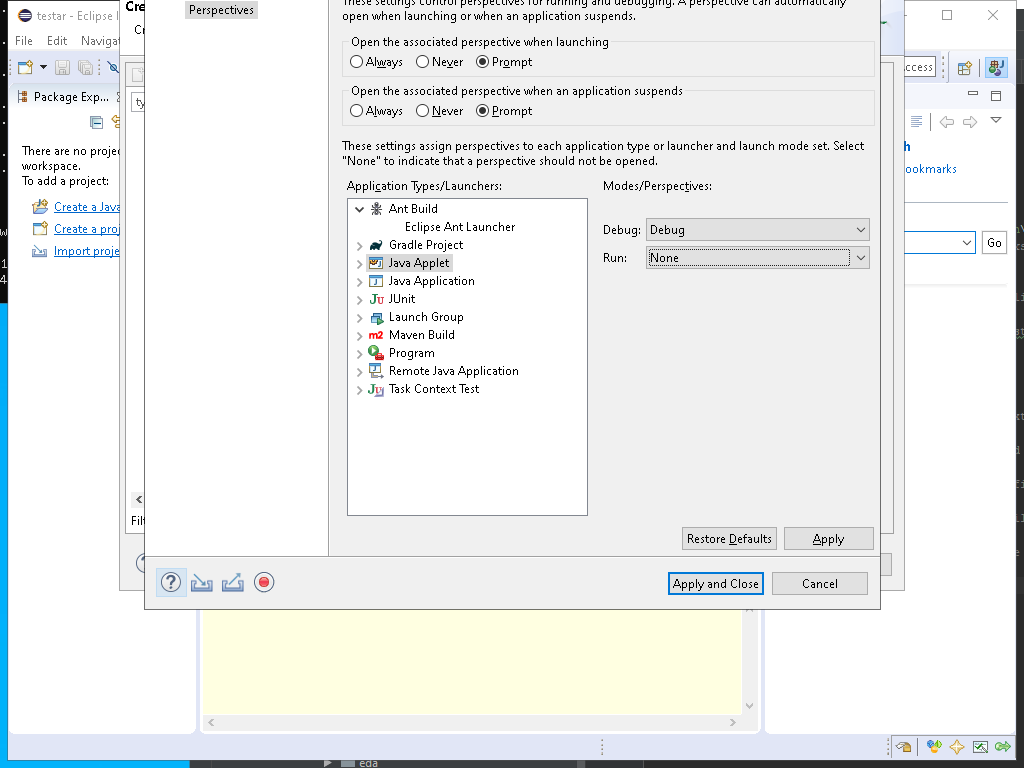 testar - Eclipse I
Cre
Perspectives
These settings control perspectives for running and debugging. A perspective can automatically
open when launching or when an application suspends.
File Edit Navigat
Open the associated perspective when launching
Always Never Prompt
ccess
Package Exp...
Open the associated perspective when an application suspends
Always Never Prompt
ty
There are no proje
workspace.
To add a project:
These settings assign perspectives to each application type or launcher and launch mode set. Select
"None" to indicate that a perspective should not be opened.
h
ookmarks
Create a Java
Create a proj
Import proje
Application Types/Launchers:
Modes/Perspectives:
Ant Build
Eclipse Ant Launcher
Gradle Project
Java Applet
Java Application
JUnit
Launch Group
Maven Build
Program
Remote Java Application
Task Context Test
Debug: Debug
Run: None
Go
Filt
Restore Defaults Apply
Apply and Close Cancel
eda